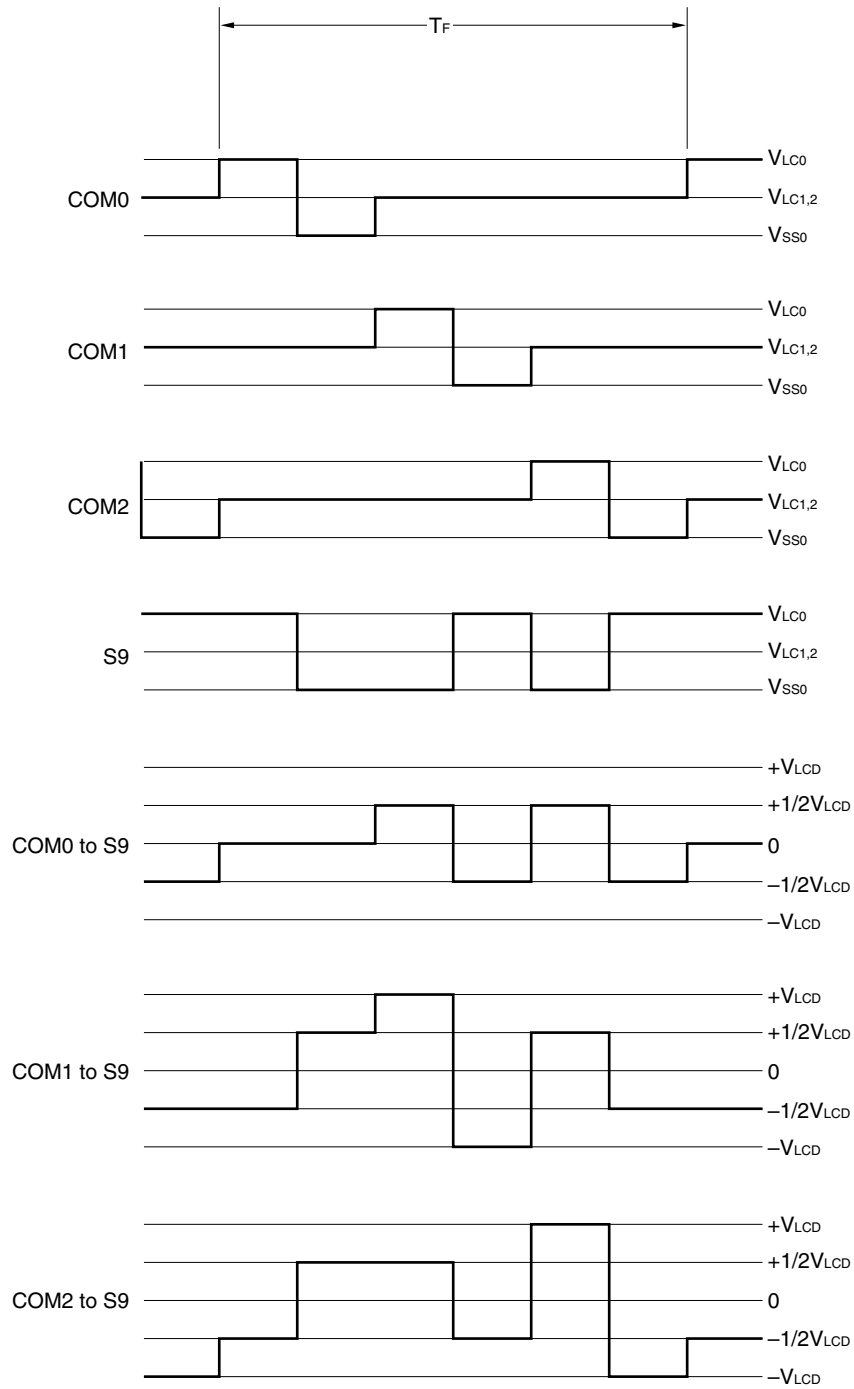 TF
COM0
VLC0
VLC1,2
VSS0
COM1
VLC0
VLC1,2
VSS0
COM2
VLC0
VLC1,2
VSS0
S9
VLC0
VLC1,2
VSS0
COM0 to S9
+VLCD
+1/2VLCD
0
–1/2VLCD
–VLCD
COM1 to S9
+VLCD
+1/2VLCD
0
–1/2VLCD
–VLCD
COM2 to S9
+VLCD
+1/2VLCD
0
–1/2VLCD
–VLCD